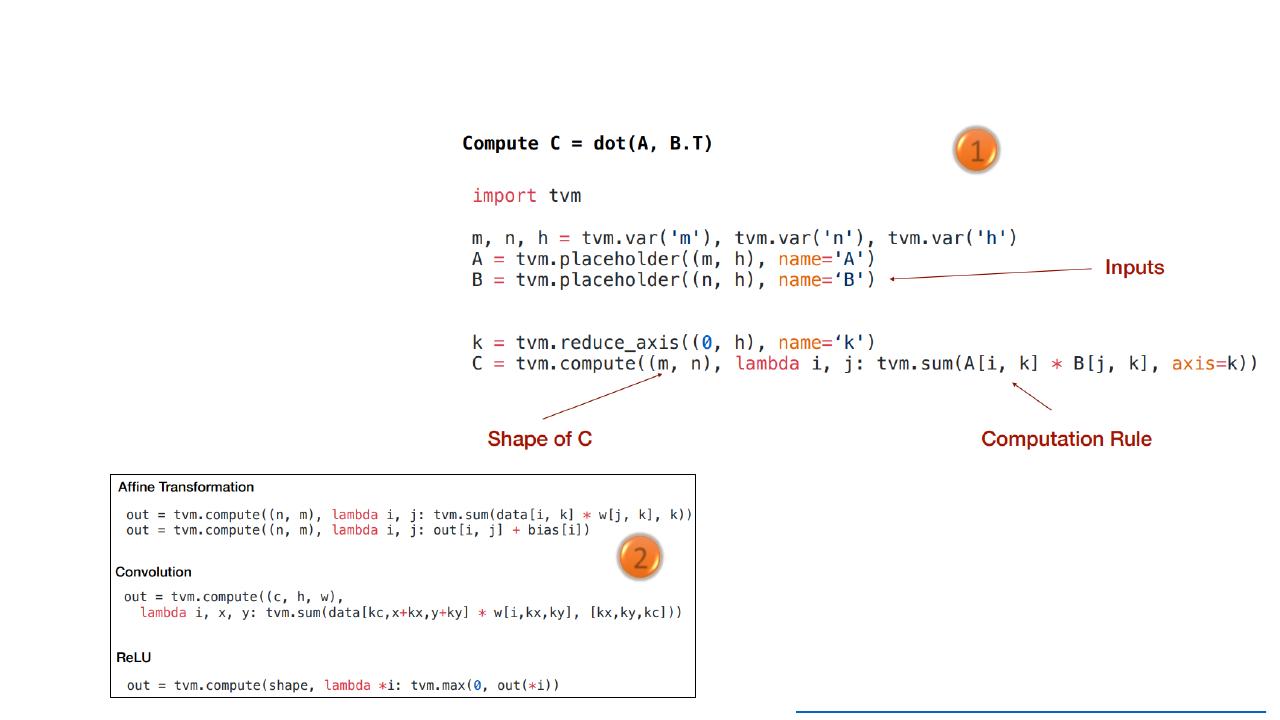 Compute C = dot(A, B.T)
1
import tvm
m, n, h = tvm.var('m'), tvm.var('n'), tvm.var('h')
A = tvm.placeholder((m, h), name='A')
B = tvm.placeholder((n, h), name=‘B')
Inputs
k = tvm.reduce_axis((0, h), name=‘k')
C = tvm.compute((m, n), lambda i, j: tvm.sum(A[i, k] * B[j, k], axis=k))
Shape of C
Computation Rule
Affine Transformation
out = tvm.compute((n, m), lambda i, j: tvm.sum(data[i, k] * w[j, k], k))
out = tvm.compute((n, m), lambda i, j: out[i, j] + bias[i])
2
Convolution
out = tvm.compute((c, h, w),
lambda i, x, y: tvm.sum(data[kc,x+kx,y+ky] * w[i,kx,ky], [kx,ky,kc]))
ReLU
out = tvm.compute(shape, lambda *i: tvm.max(0, out(*i))